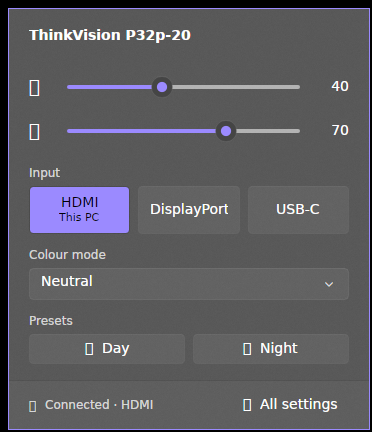 ThinkVision P32p-20
40
70
Input
HDMI
This PC
DisplayPort
USB-C
Colour mode
Neutral
Presets
Day
Night
Connected · HDMI
All settings